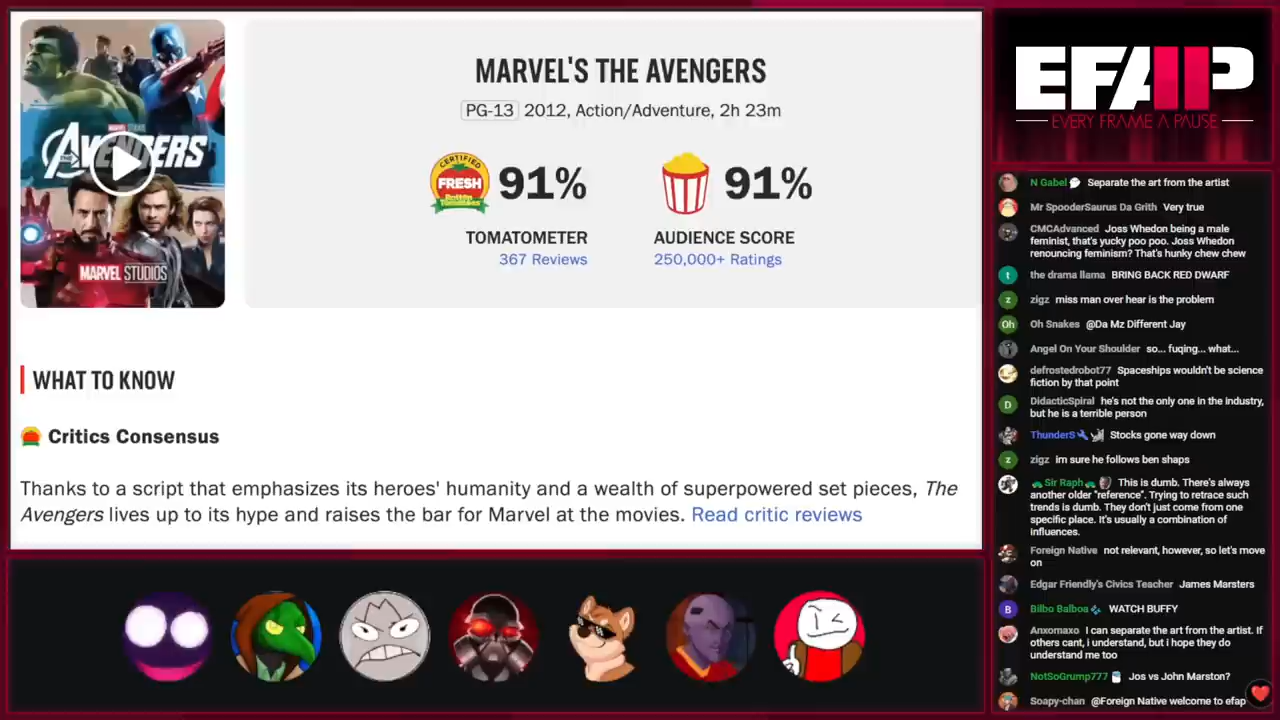 MARVEL'S THE AVENGERS
PG-13 2012, Action/Adventure, 2h 23m
CERTIFIED
FRESH
Rotten Tomatoes
91%
91%
TOMATOMETER
AUDIENCE SCORE
367 Reviews
250,000+ Ratings
MARVEL STUDIOS
THE AVENGERS
MARVEL STUDIOS
WHAT TO KNOW
Critics Consensus
Thanks to a script that emphasizes its heroes' humanity and a wealth of superpowered set pieces, The
Avengers lives up to its hype and raises the bar for Marvel at the movies. Read critic reviews
EFAP
EVERY FRAME A PAUSE
N Gabel Separate the art from the artist
Mr SpooderSaurus Da Grith Very true
CMCAdvanced Joss Whedon being a male
feminist, that's yucky poo poo. Joss Whedon
renouncing feminism? That's hunky chew chew
t the drama llama BRING BACK RED DWARF
z zigz miss man over hear is the problem
Oh Oh Snakes @Da Mz Different Jay
Angel On Your Shoulder so... fuqing... what...
defrostedrobot77 Spaceships wouldn't be science
fiction by that point
D DidacticSpiral he's not the only one in the industry,
but he is a terrible person
ThunderS Stocks gone way down
z zigz im sure he follows ben shaps
Sir Raph This is dumb. There's always
another older "reference". Trying to retrace such
trends is dumb. They don't just come from one
specific place. It's usually a combination of
influences.
Foreign Native not relevant, however, so let's move
on
Edgar Friendly's Civics Teacher James Marsters
B Bilbo Balboa WATCH BUFFY
Anxomaxo I can separate the art from the artist. If
others cant, i understand, but i hope they do
understand me too
NotSoGrump777 Jos vs John Marston?
Soapy-chan @Foreign Native welcome to efap